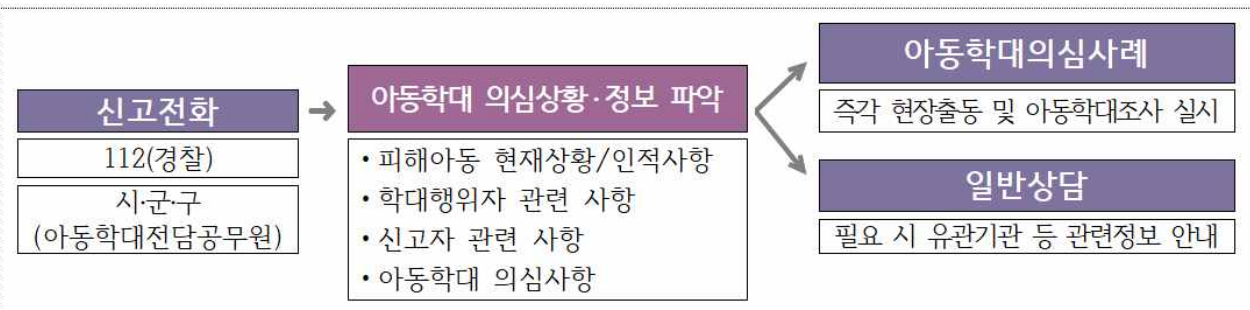 신고전화
112(경찰)
시·군·구
(아동학대전담공무원)
아동학대 의심상황·정보 파악
• 피해아동 현재상황/인적사항
• 학대행위자 관련 사항
• 신고자 관련 사항
• 아동학대 의심사항
아동학대의심사례
즉각 현장출동 및 아동학대조사 실시
일반상담
필요 시 유관기관 등 관련정보 안내